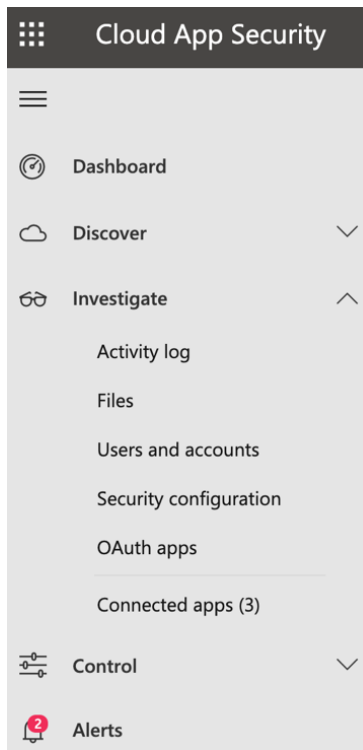 Cloud App Security
Dashboard
Discover
Investigate
Activity log
Files
Users and accounts
Security configuration
OAuth apps
Connected apps (3)
Control
2
Alerts